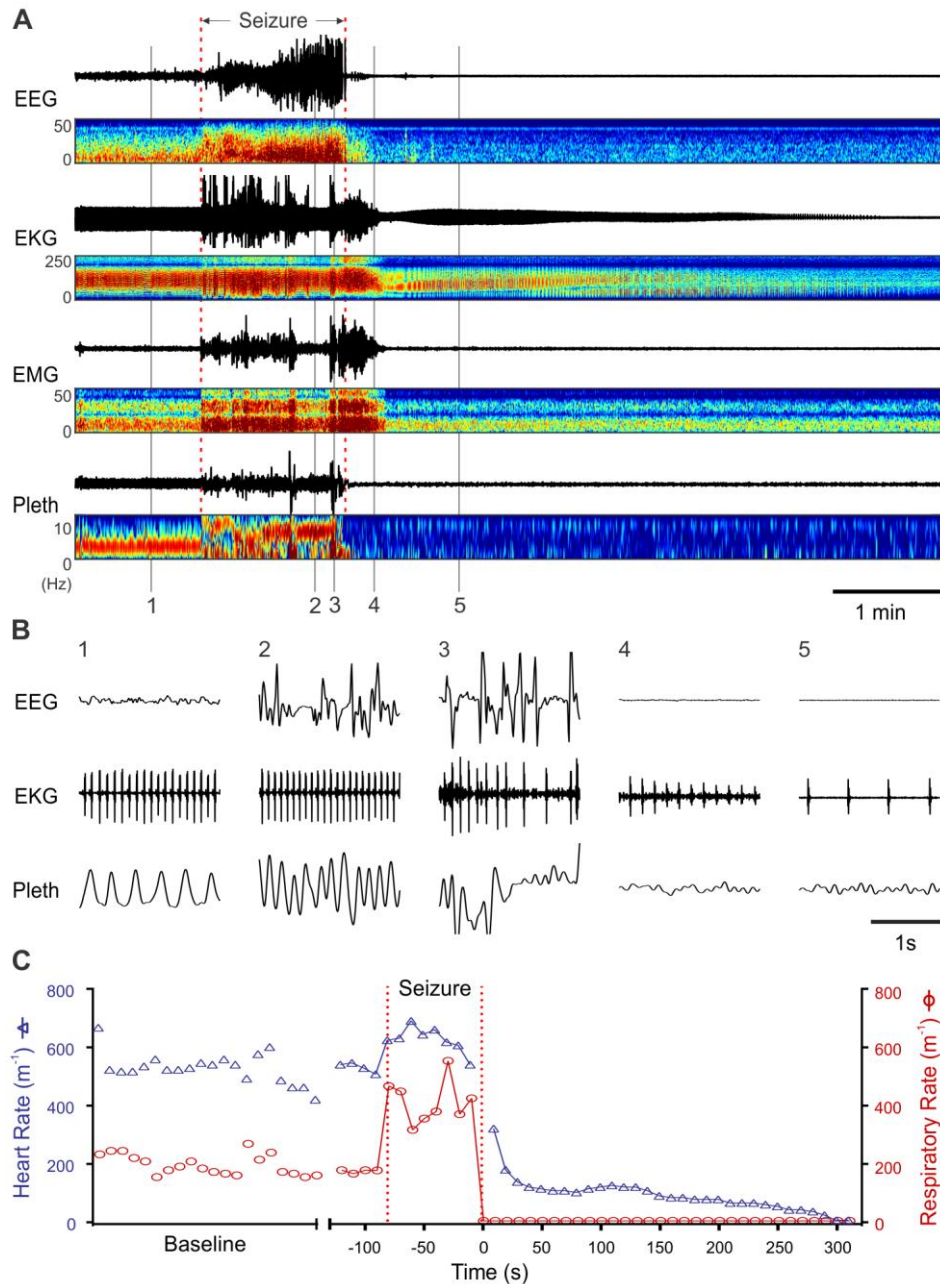 A
Seizure
EEG
50
0
EKG
250
0
EMG
50
0
Pleth
10
0
(Hz)
1 2 3 4 5
1 min
B
1 2 3 4 5
EEG
EKG
Pleth
1s
C
Seizure
800 800
600 600
400 400
200 200
0 0
Heart Rate (m⁻¹)
Respiratory Rate (m⁻¹)
Baseline
-100 -50 0 50 100 150 200 250 300
Time (s)